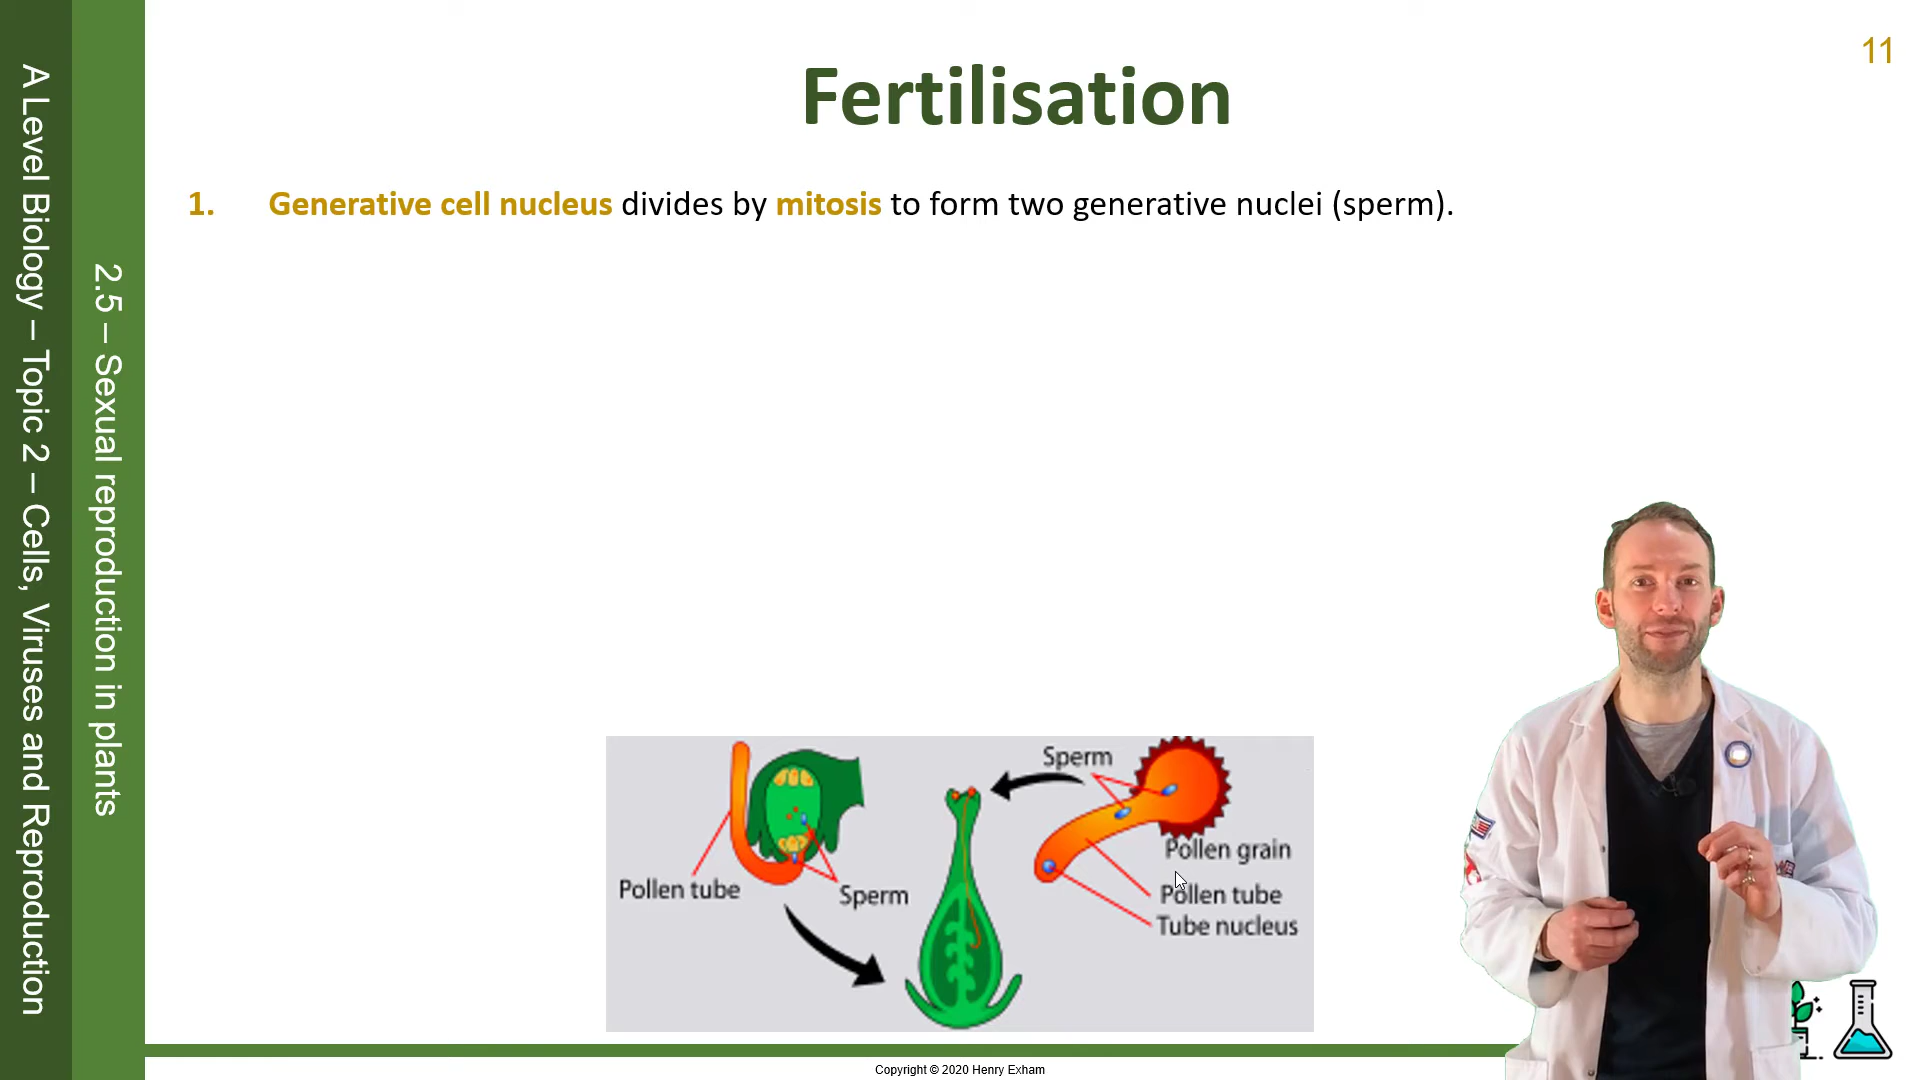 A Level Biology – Topic 2 – Cells, Viruses and Reproduction
2.5 – Sexual reproduction in plants
11
Fertilisation
1. Generative cell nucleus divides by mitosis to form two generative nuclei (sperm).
Sperm
Pollen grain
Pollen tube
Sperm
Pollen tube
Tube nucleus
Copyright © 2020 Henry Exham